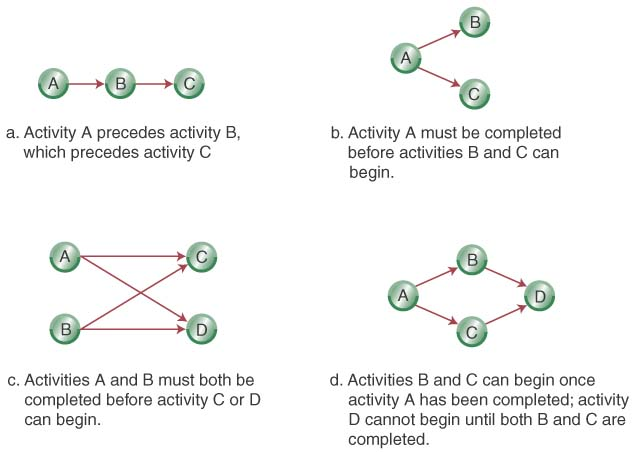 A B C
a. Activity A precedes activity B,
which precedes activity C
B
A
C
b. Activity A must be completed
before activities B and C can
begin.
A C
B D
c. Activities A and B must both be
completed before activity C or D
can begin.
B
A D
C
d. Activities B and C can begin once
activity A has been completed; activity
D cannot begin until both B and C are
completed.